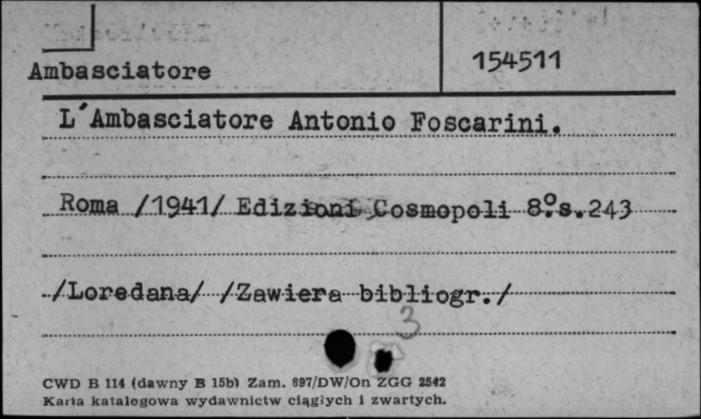 Ambasciatore
154511
L´Ambasciatore Antonio Foscarini.
Roma /1941/ Edizioni Cosmopoli 8º.s.243
/Loredana/ /Zawiera bibliogr./
3
CWD B 114 (dawny B 15b) Zam. 897/DW/On ZGG 2542
Karta katalogowa wydawnictw ciągłych i zwartych.